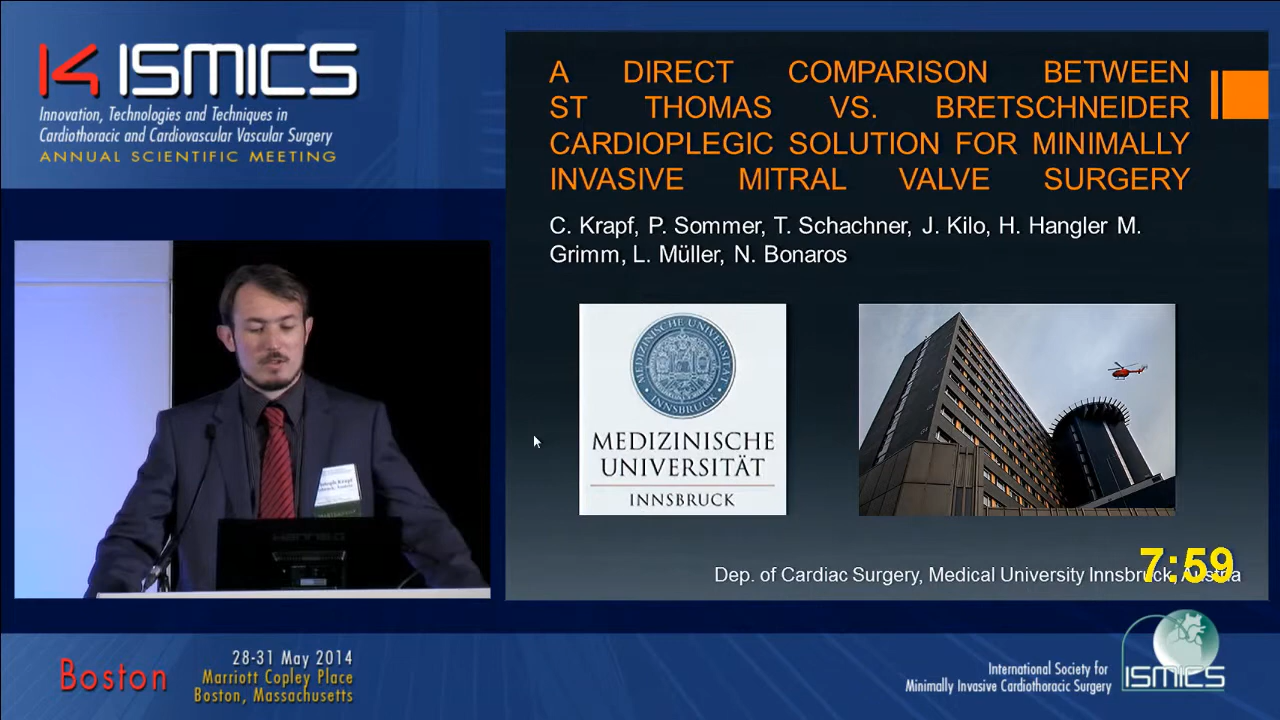 14 ISMICS
Innovation, Technologies and Techniques in
Cardiothoracic and Cardiovascular Vascular Surgery
ANNUAL SCIENTIFIC MEETING
A DIRECT COMPARISON BETWEEN
ST THOMAS VS. BRETSCHNEIDER
CARDIOPLEGIC SOLUTION FOR MINIMALLY
INVASIVE MITRAL VALVE SURGERY
C. Krapf, P. Sommer, T. Schachner, J. Kilo, H. Hangler M.
Grimm, L. Müller, N. Bonaros
MEDIZINISCHE UNIVERSITÄT
INNSBRUCK
MEDIZINISCHE
UNIVERSITÄT
INNSBRUCK
7:59
Dep. of Cardiac Surgery, Medical University Innsbruck, Austria
Boston
28-31 May 2014
Marriott Copley Place
Boston, Massachusetts
International Society for
Minimally Invasive Cardiothoracic Surgery
ISMICS